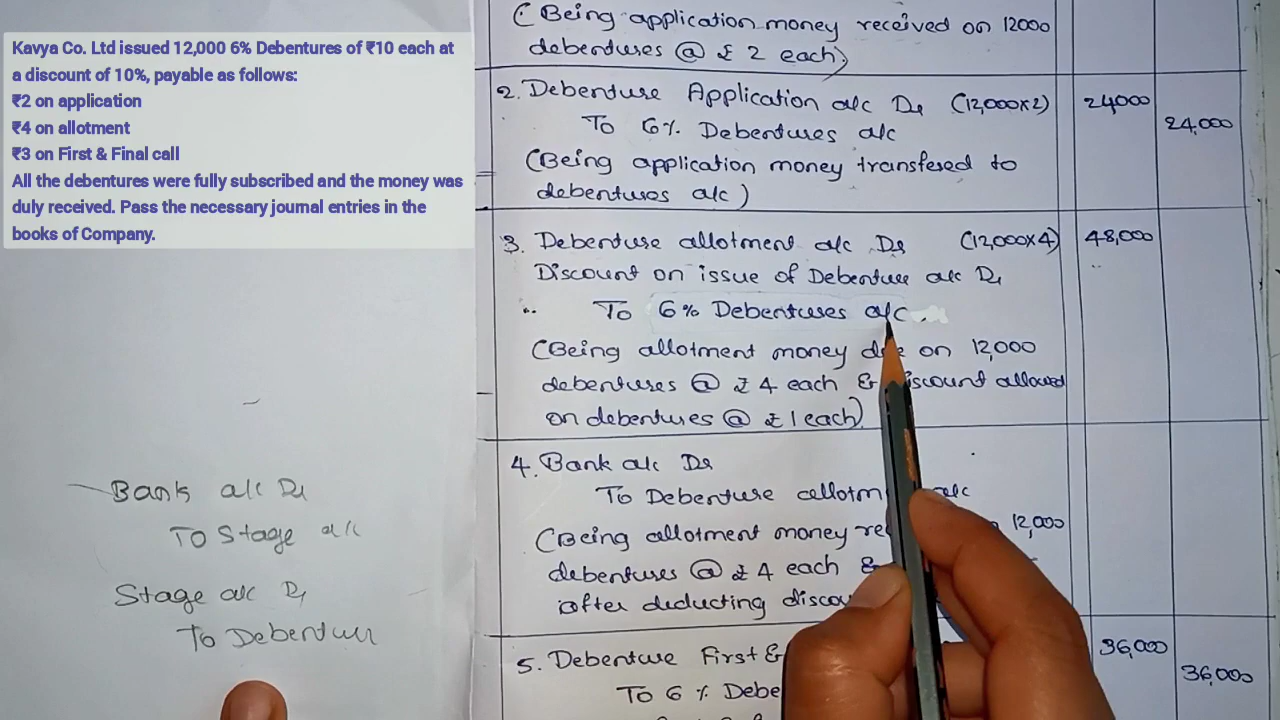 Kavya Co. Ltd issued 12,000 6% Debentures of ₹10 each at
a discount of 10%, payable as follows:
₹2 on application
₹4 on allotment
₹3 on First & Final call
All the debentures were fully subscribed and the money was
duly received. Pass the necessary journal entries in the
books of Company.
Bank a/c Dr
To Stage a/c
Stage a/c Dr
To Debenture
(Being application money received on 12000
debentures @ ₹ 2 each)
2. Debenture Application a/c Dr (12,000x2) 24000
To 6% Debentures a/c 24,000
(Being application money transfered to
debentures a/c)
3. Debenture allotment a/c Dr (12,000x4) 48,000
Discount on issue of Debenture a/c Dr
To 6% Debentures a/c.
(Being allotment money due on 12,000
debentures @ ₹ 4 each & discount allowed
on debentures @ ₹ 1 each)
4. Bank a/c Dr
To Debenture a/c
(Being allotment money 12,000
debentures @ ₹ 4 each &
after deducting
5. Debenture First & 36,000
To 6 % 36,000